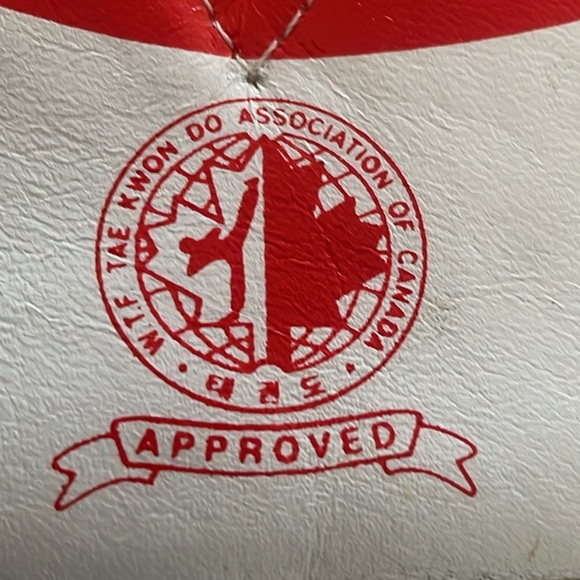 W.T.F. TAE KWON DO ASSOCIATION OF CANADA
태권도
APPROVED